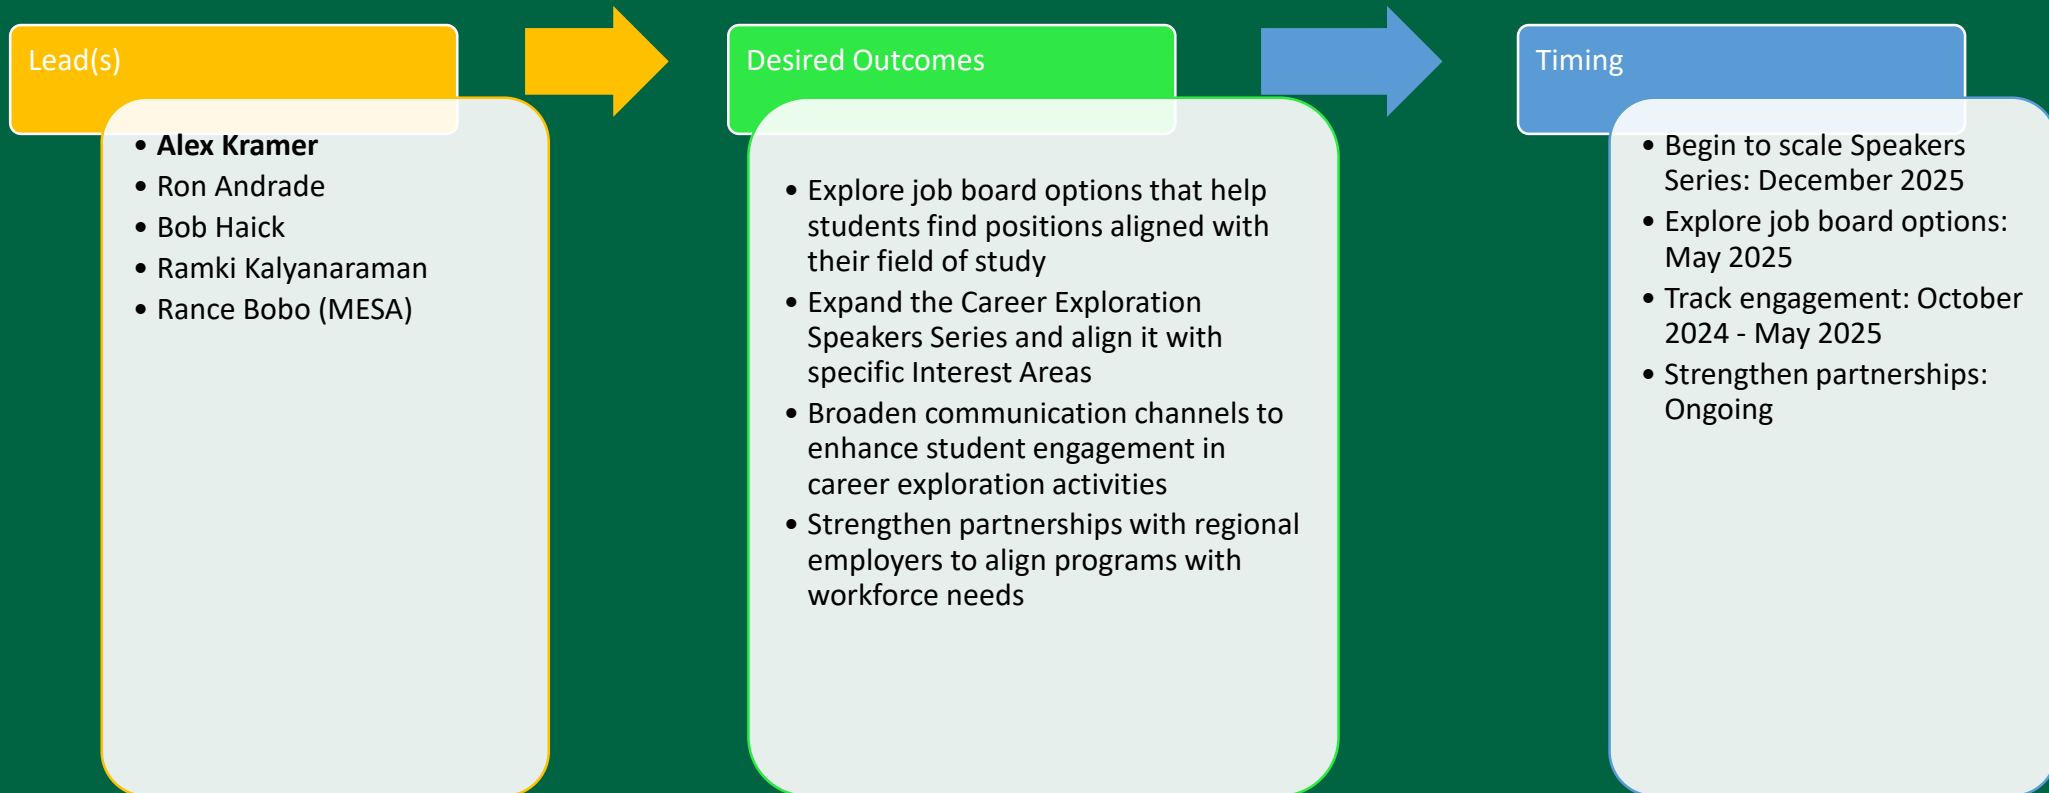 Lead(s)
• Alex Kramer
• Ron Andrade
• Bob Haick
• Ramki Kalyanaraman
• Rance Bobo (MESA)
Desired Outcomes
• Explore job board options that help
students find positions aligned with
their field of study
• Expand the Career Exploration
Speakers Series and align it with
specific Interest Areas
• Broaden communication channels to
enhance student engagement in
career exploration activities
• Strengthen partnerships with regional
employers to align programs with
workforce needs
Timing
• Begin to scale Speakers
Series: December 2025
• Explore job board options:
May 2025
• Track engagement: October
2024 - May 2025
• Strengthen partnerships:
Ongoing